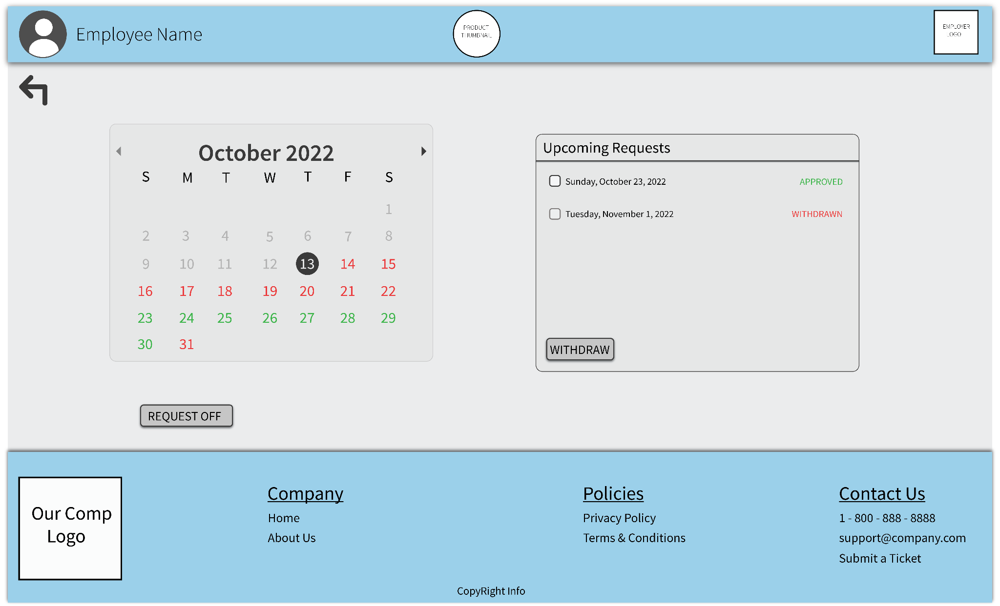 Employee Name
PRODUCT
THUMBNAIL
EMPLOYER
LOGO
October 2022
S M T W T F S
1
2 3 4 5 6 7 8
9 10 11 12 13 14 15
16 17 18 19 20 21 22
23 24 25 26 27 28 29
30 31
REQUEST OFF
Upcoming Requests
Sunday, October 23, 2022 APPROVED
Tuesday, November 1, 2022 WITHDRAWN
WITHDRAW
Our Comp
Logo
Company
Home
About Us
Policies
Privacy Policy
Terms & Conditions
Contact Us
1 - 800 - 888 - 8888
support@company.com
Submit a Ticket
CopyRight Info